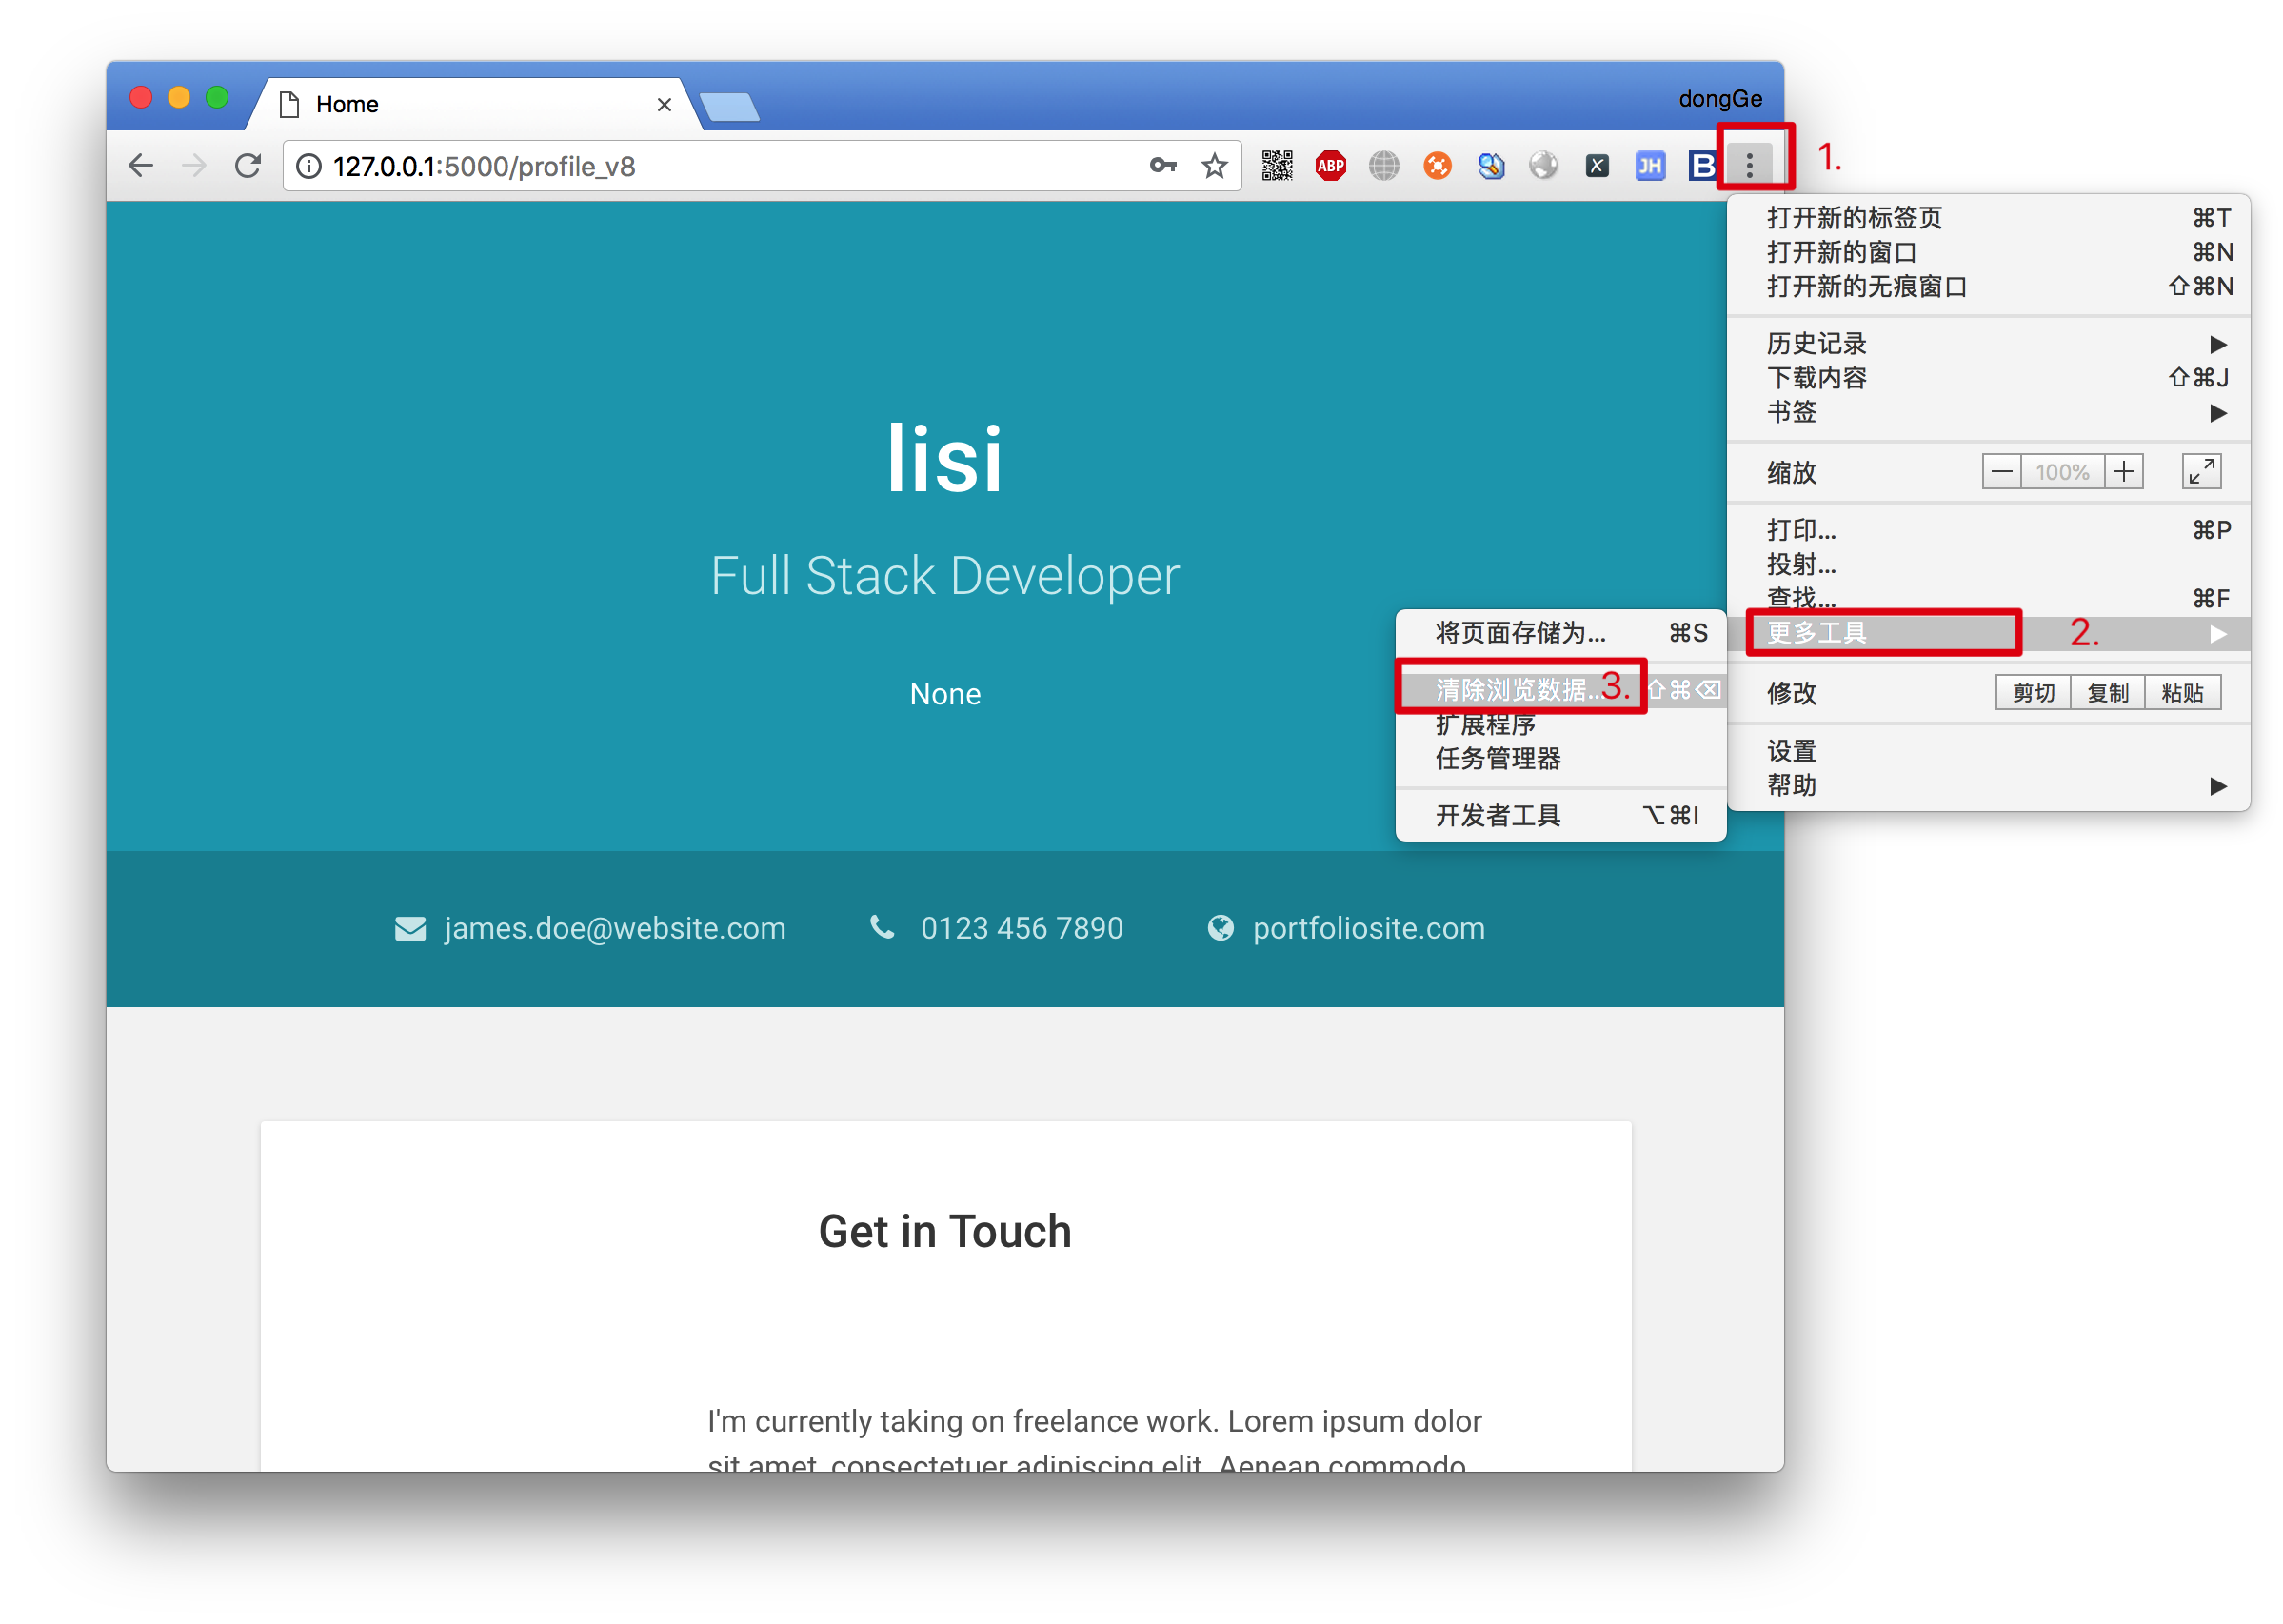 Home
dongGe
127.0.0.1:5000/profile_v8
ABP
X
JH
B
1.
打开新的标签页 ⌘T
打开新的窗口 ⌘N
打开新的无痕窗口 ⇧⌘N
历史记录 ▶
下载内容 ⇧⌘J
书签 ▶
缩放 — 100% +
打印... ⌘P
投射...
查找... ⌘F
更多工具 2. ▶
修改 剪切 复制 粘贴
设置
帮助 ▶
将页面存储为... ⌘S
清除浏览数据... 3. ⇧⌘⌫
扩展程序
任务管理器
开发者工具 ⌥⌘I
lisi
Full Stack Developer
None
james.doe@website.com 0123 456 7890 portfoliosite.com
Get in Touch
I'm currently taking on freelance work. Lorem ipsum dolor
sit amet, consectetuer adipiscing elit. Aenean commodo